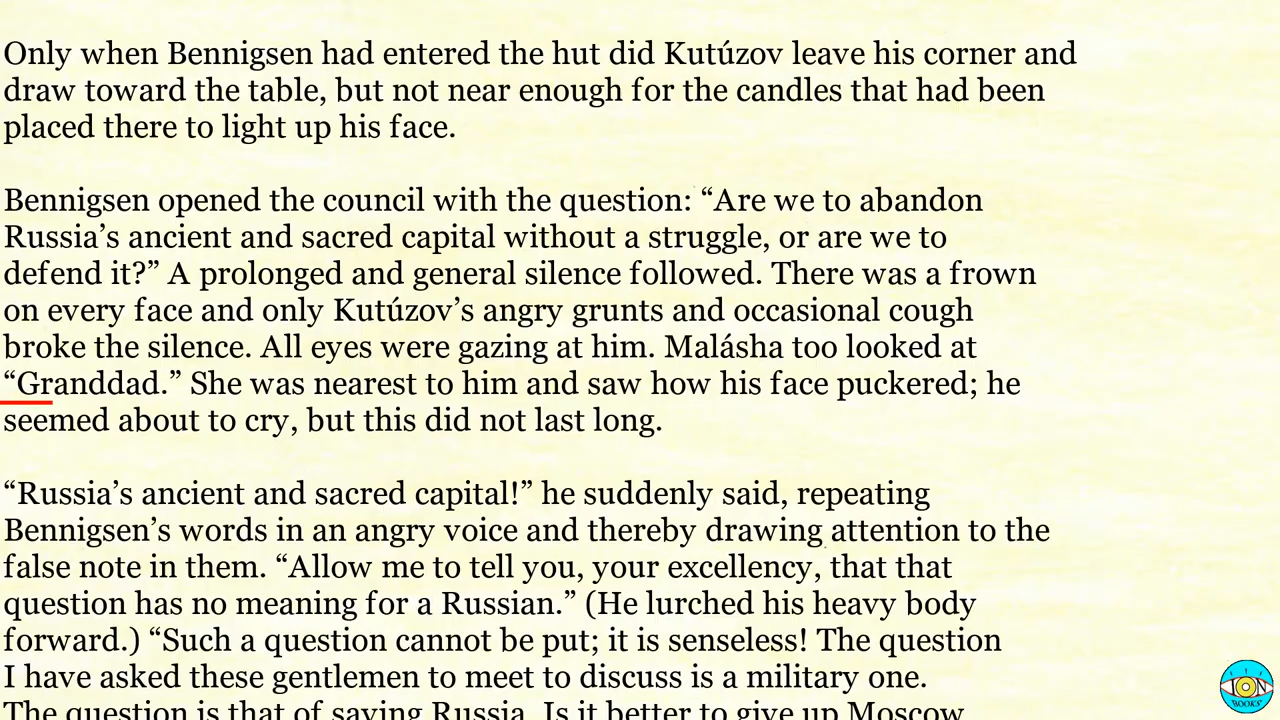 Only when Bennigsen had entered the hut did Kutúzov leave his corner and
draw toward the table, but not near enough for the candles that had been
placed there to light up his face.
Bennigsen opened the council with the question: “Are we to abandon
Russia’s ancient and sacred capital without a struggle, or are we to
defend it?” A prolonged and general silence followed. There was a frown
on every face and only Kutúzov’s angry grunts and occasional cough
broke the silence. All eyes were gazing at him. Malásha too looked at
“Granddad.” She was nearest to him and saw how his face puckered; he
seemed about to cry, but this did not last long.
“Russia’s ancient and sacred capital!” he suddenly said, repeating
Bennigsen’s words in an angry voice and thereby drawing attention to the
false note in them. “Allow me to tell you, your excellency, that that
question has no meaning for a Russian.” (He lurched his heavy body
forward.) “Such a question cannot be put; it is senseless! The question
I have asked these gentlemen to meet to discuss is a military one.
The question is that of saving Russia. Is it better to give up Moscow
ION
BOOKS